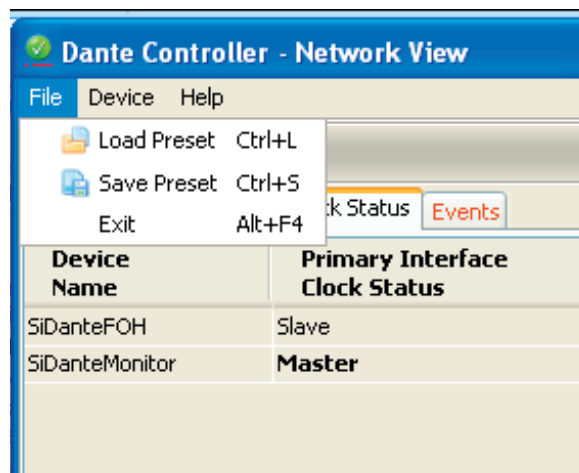 Dante Controller - Network View
File Device Help
Load Preset Ctrl+L
Save Preset Ctrl+S
Exit Alt+F4
k Status Events
Device Name Primary Interface Clock Status
SiDanteFOH Slave
SiDanteMonitor Master